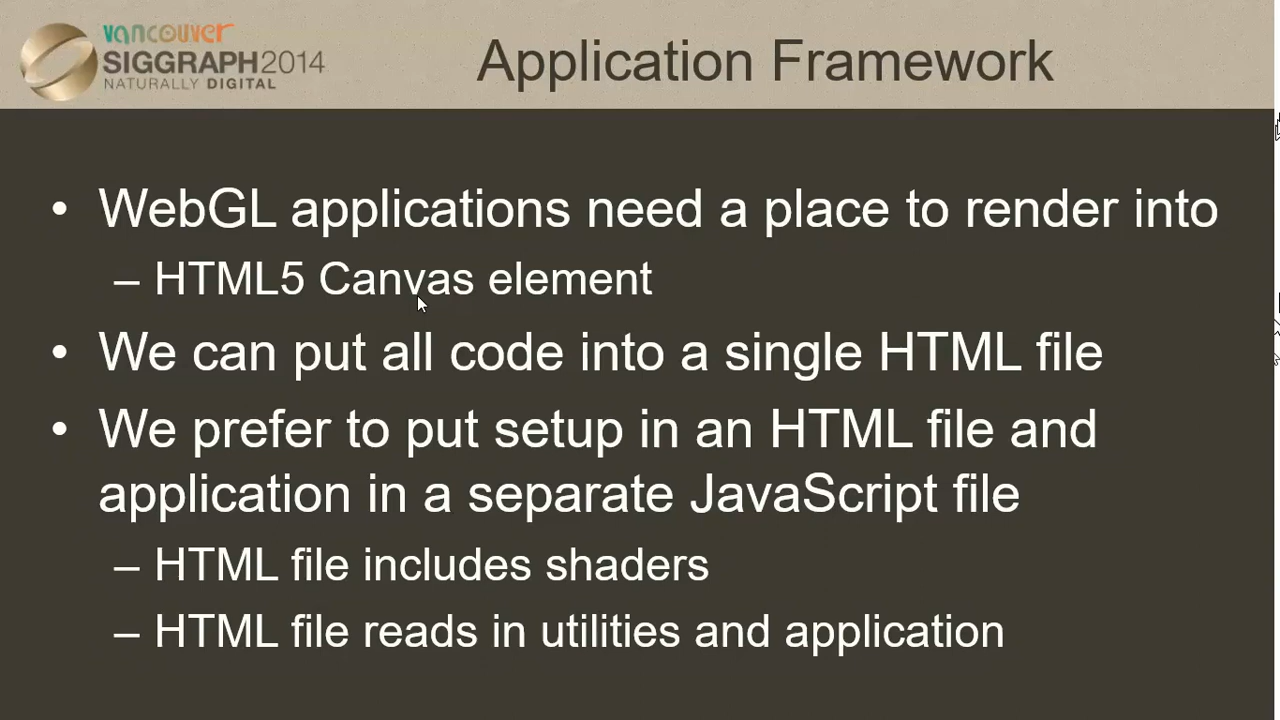 vancouver
SIGGRAPH2014
NATURALLY DIGITAL
Application Framework
• WebGL applications need a place to render into
– HTML5 Canvas element
• We can put all code into a single HTML file
• We prefer to put setup in an HTML file and
application in a separate JavaScript file
– HTML file includes shaders
– HTML file reads in utilities and application